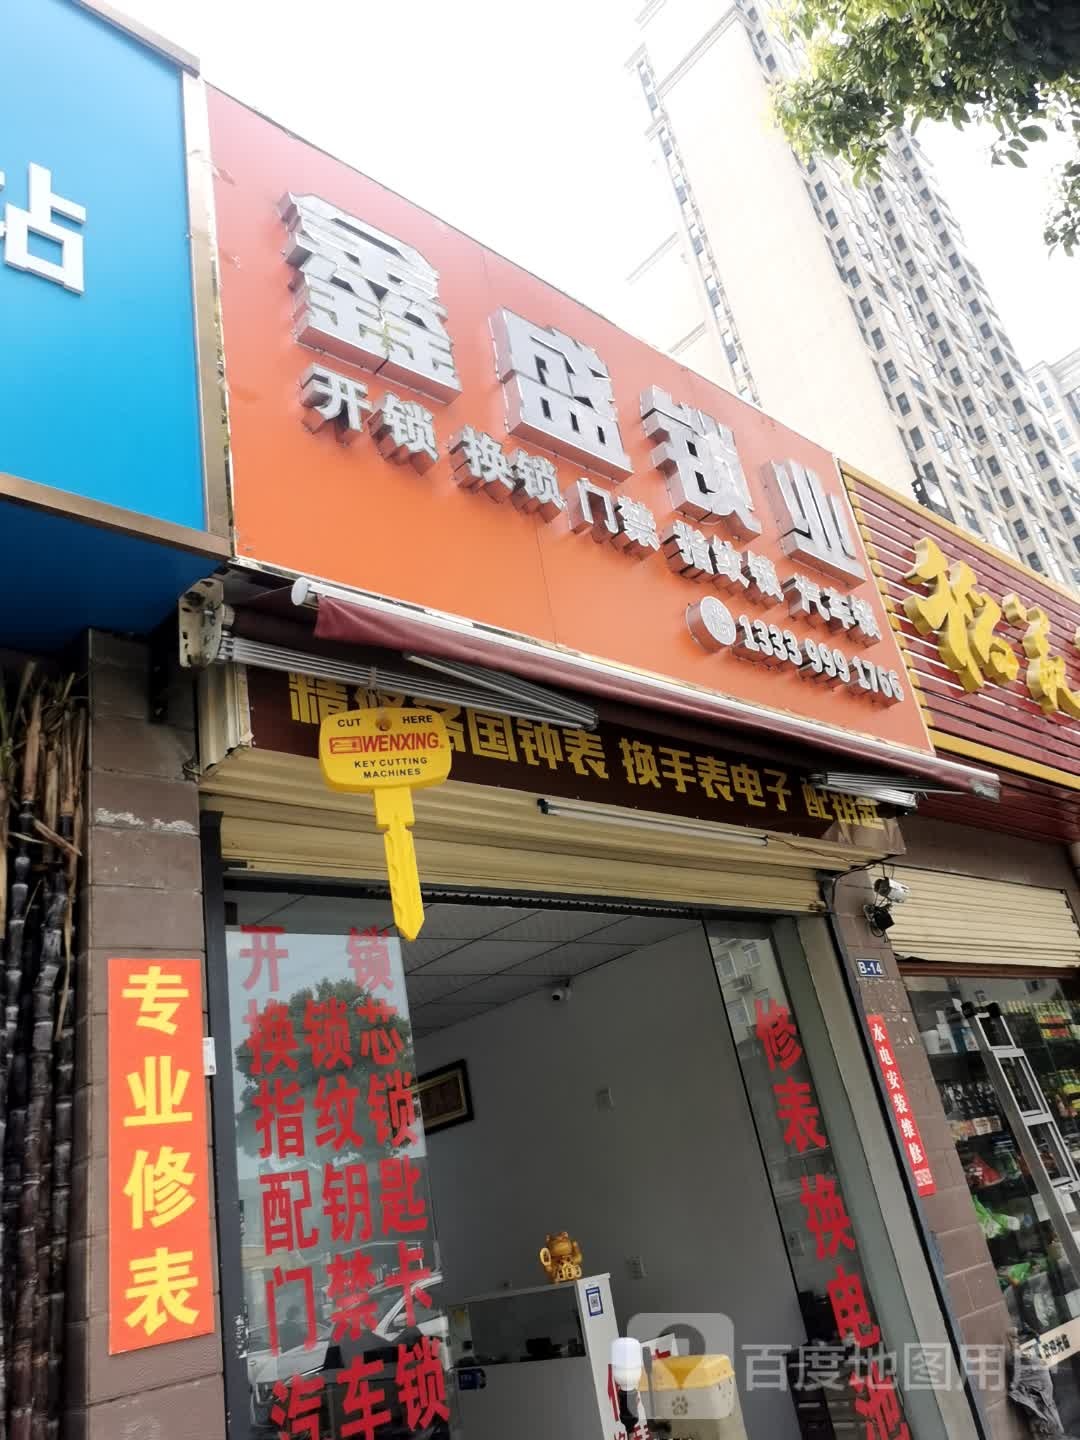 站
鑫盛锁业
开锁 换锁 门禁 指纹锁 汽车锁
13339991766
精修各国钟表 换手表电子 配钥匙
CUT HERE
WENXING
KEY CUTTING
MACHINES
B-14
专业修表
开 锁
换锁芯
指纹锁
配钥匙
门禁卡
汽车锁
修表 换电池
水电安装维修
百度地图用户